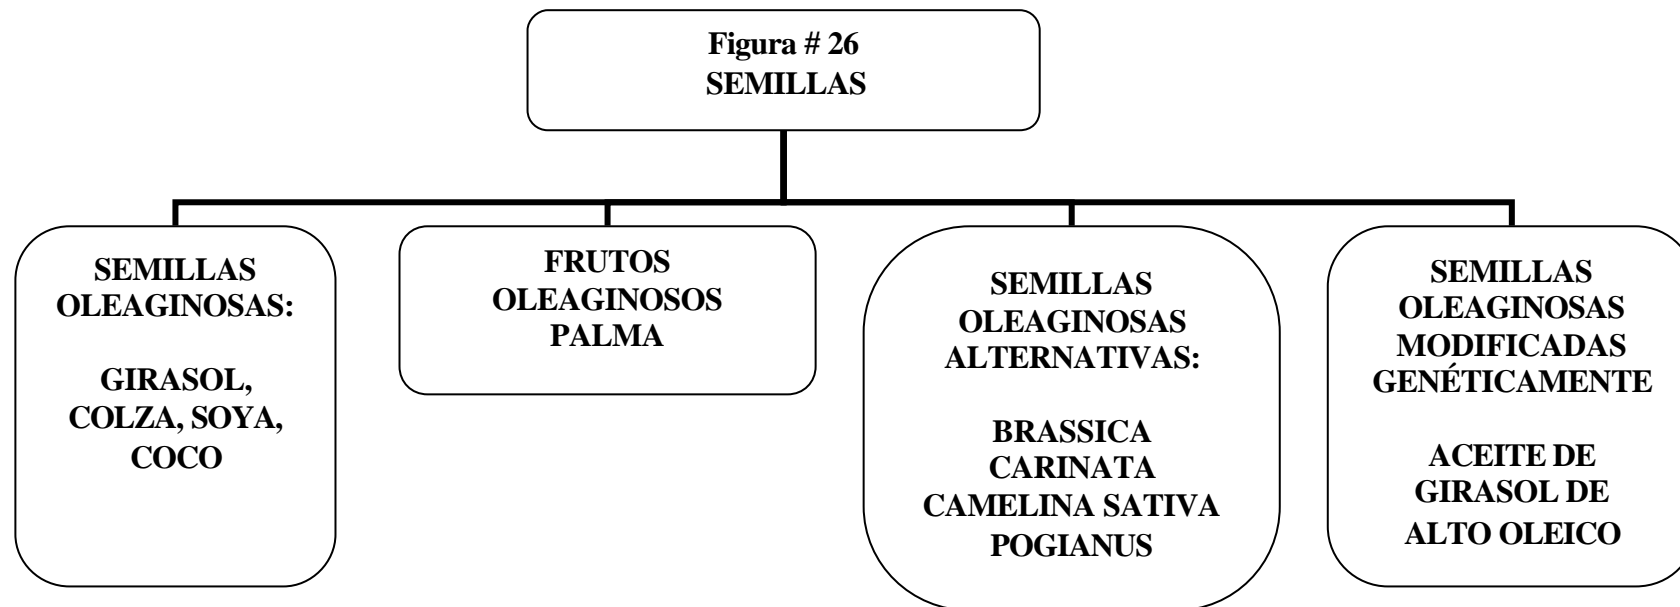 Figura # 26
SEMILLAS
SEMILLAS
OLEAGINOSAS:
GIRASOL,
COLZA, SOYA,
COCO
FRUTOS
OLEAGINOSOS
PALMA
SEMILLAS
OLEAGINOSAS
ALTERNATIVAS:
BRASSICA
CARINATA
CAMELINA SATIVA
POGIANUS
SEMILLAS
OLEAGINOSAS
MODIFICADAS
GENÉTICAMENTE
ACEITE DE
GIRASOL DE
ALTO OLEICO